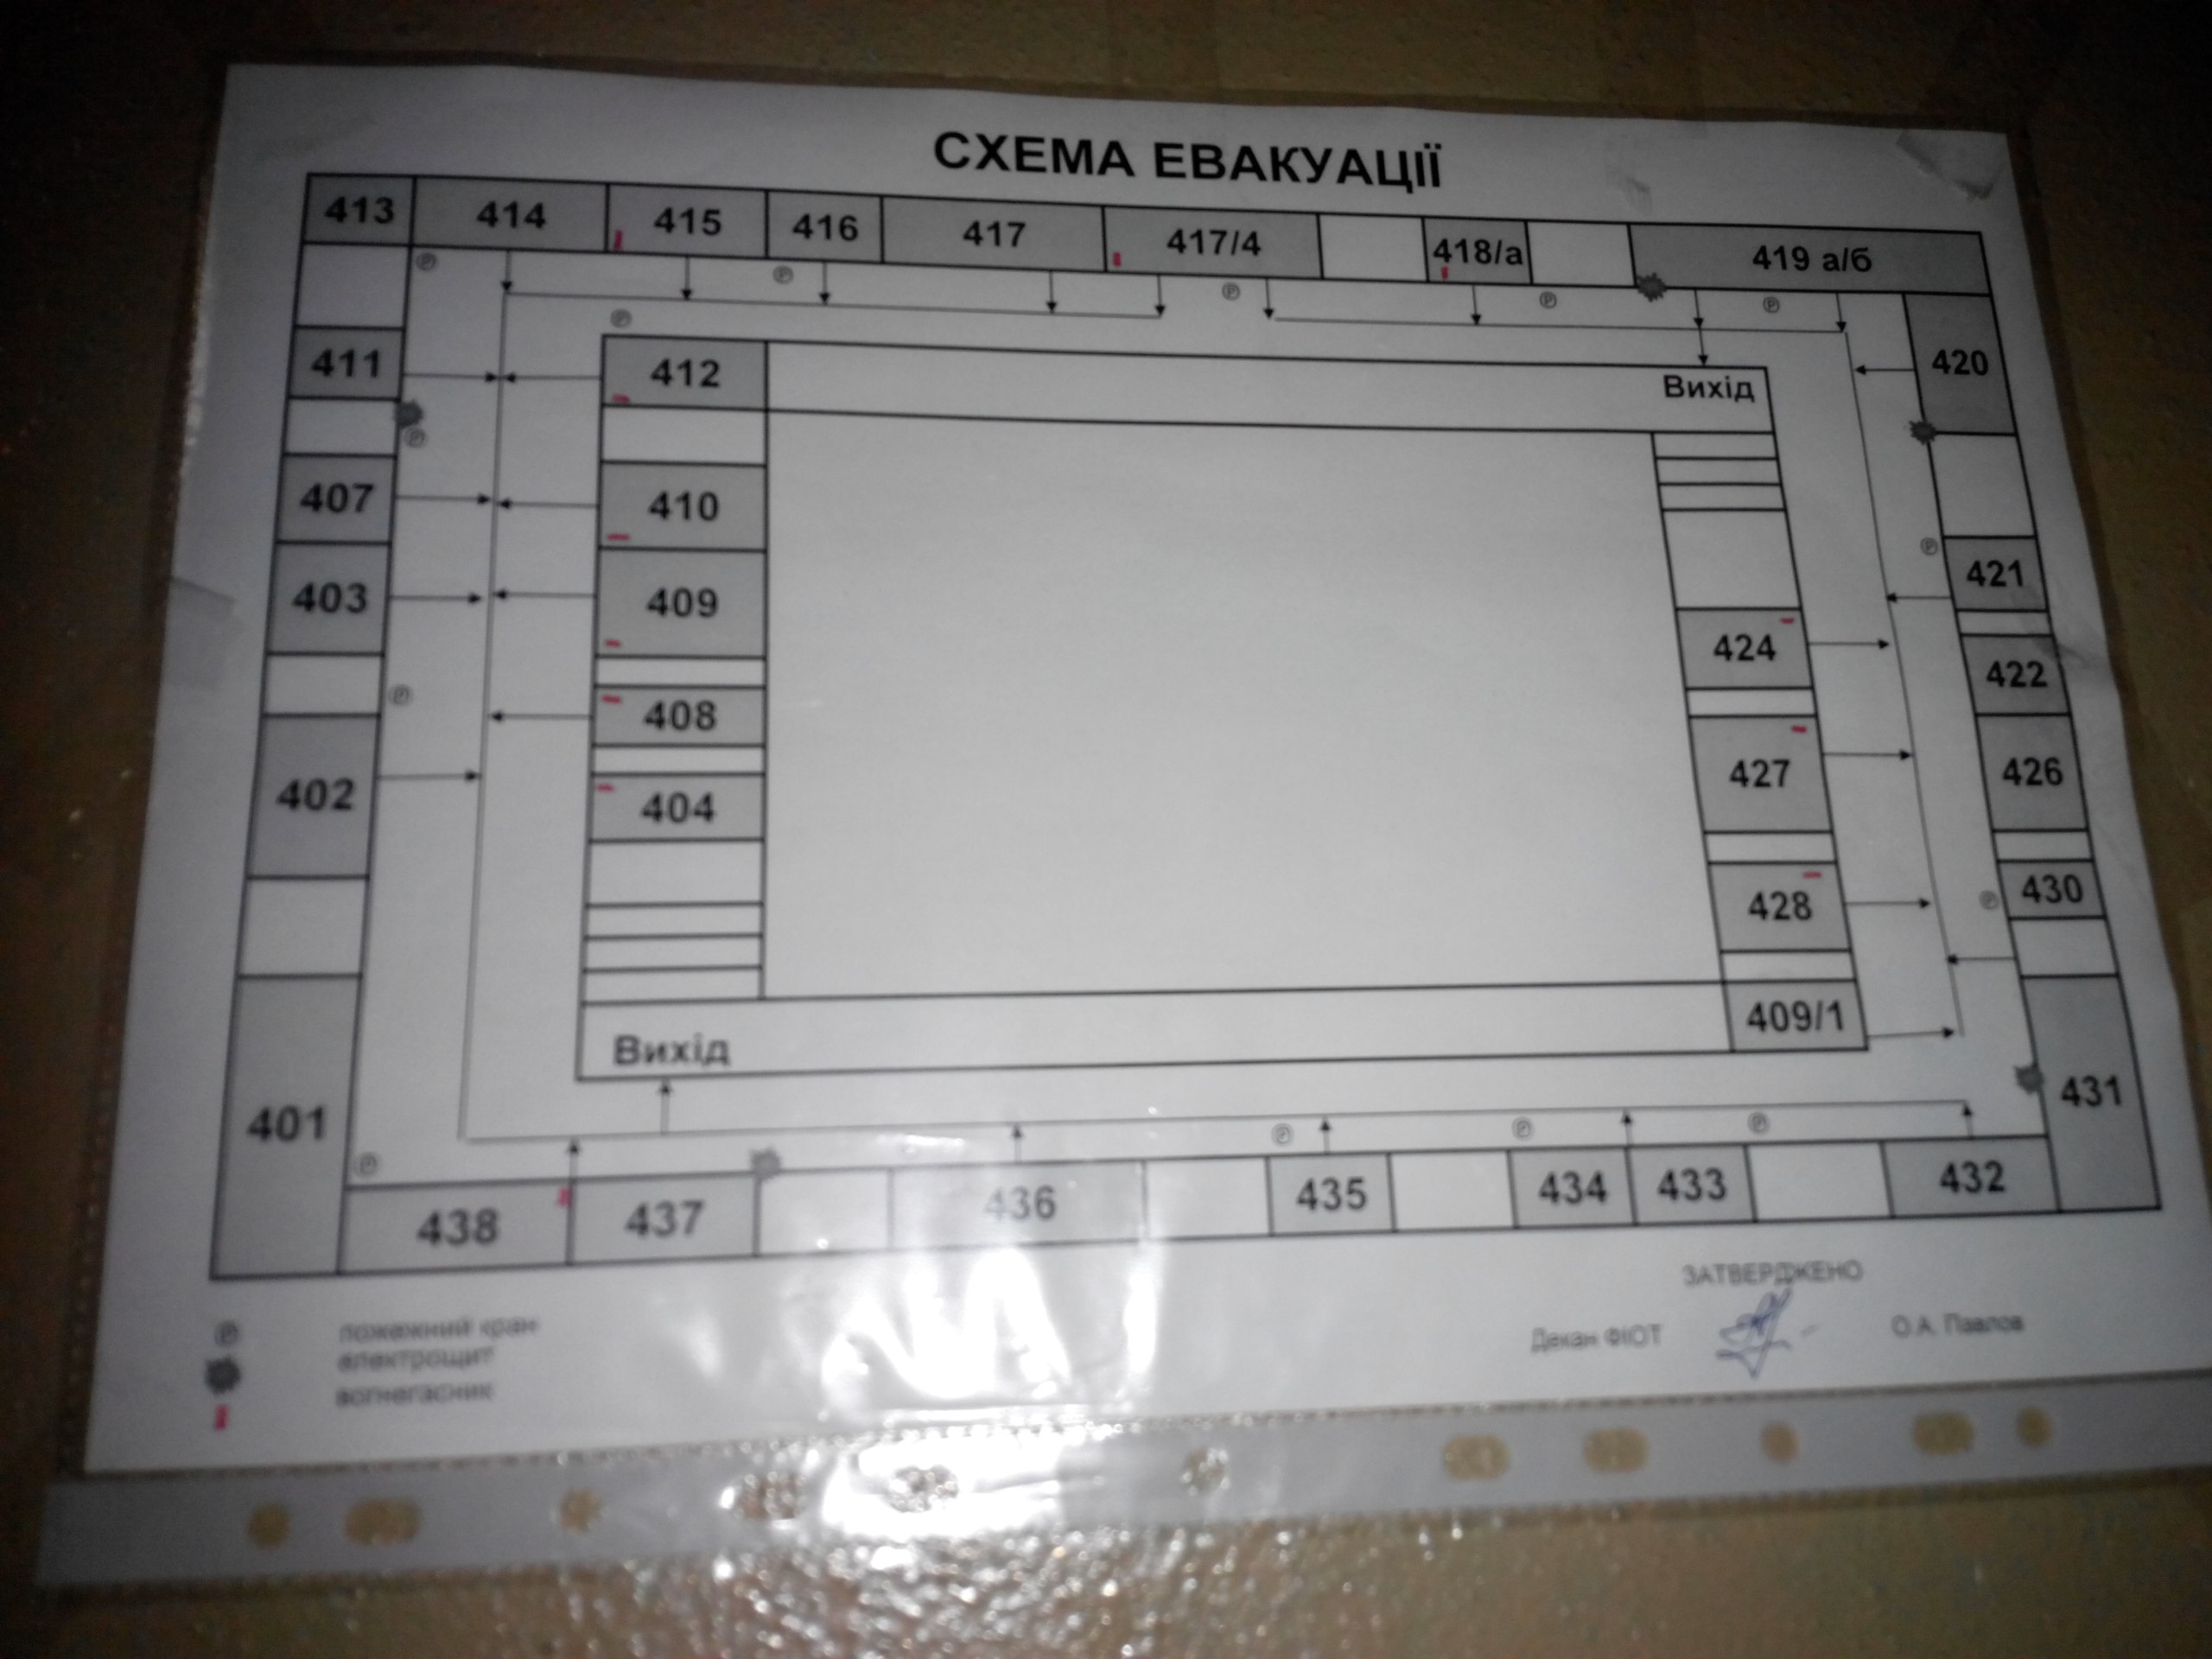 СХЕМА ЕВАКУАЦІЇ
413 414 415 416 417 417/4 418/а 419 а/б
411 412 Вихід 420
407 410
403 409 424 421
422
402 408 427 426
404
428 430
401 Вихід 409/1 431
438 437 436 435 434 433 432
ЗАТВЕРДЖЕНО
Ⓟ пожежний кран
Декан ФІОТ О.А. Павлов
електрощит
вогнегасник